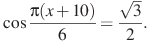 cos π(x + 10)/6 = √3/2.